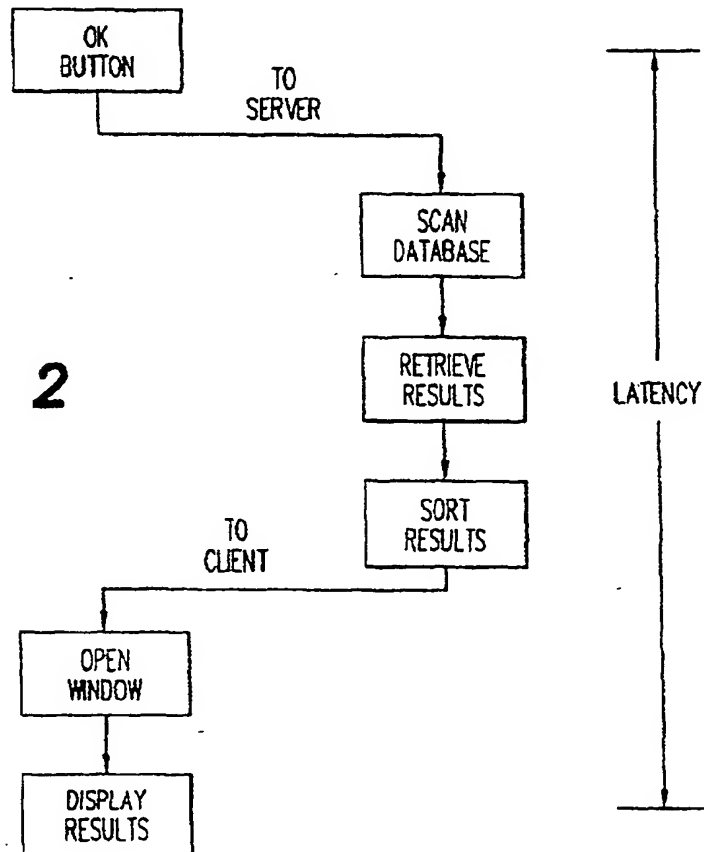 OK
BUTTON
TO
SERVER
SCAN
DATABASE
RETRIEVE
RESULTS
2
LATENCY
SORT
RESULTS
TO
CLIENT
OPEN
WINDOW
DISPLAY
RESULTS